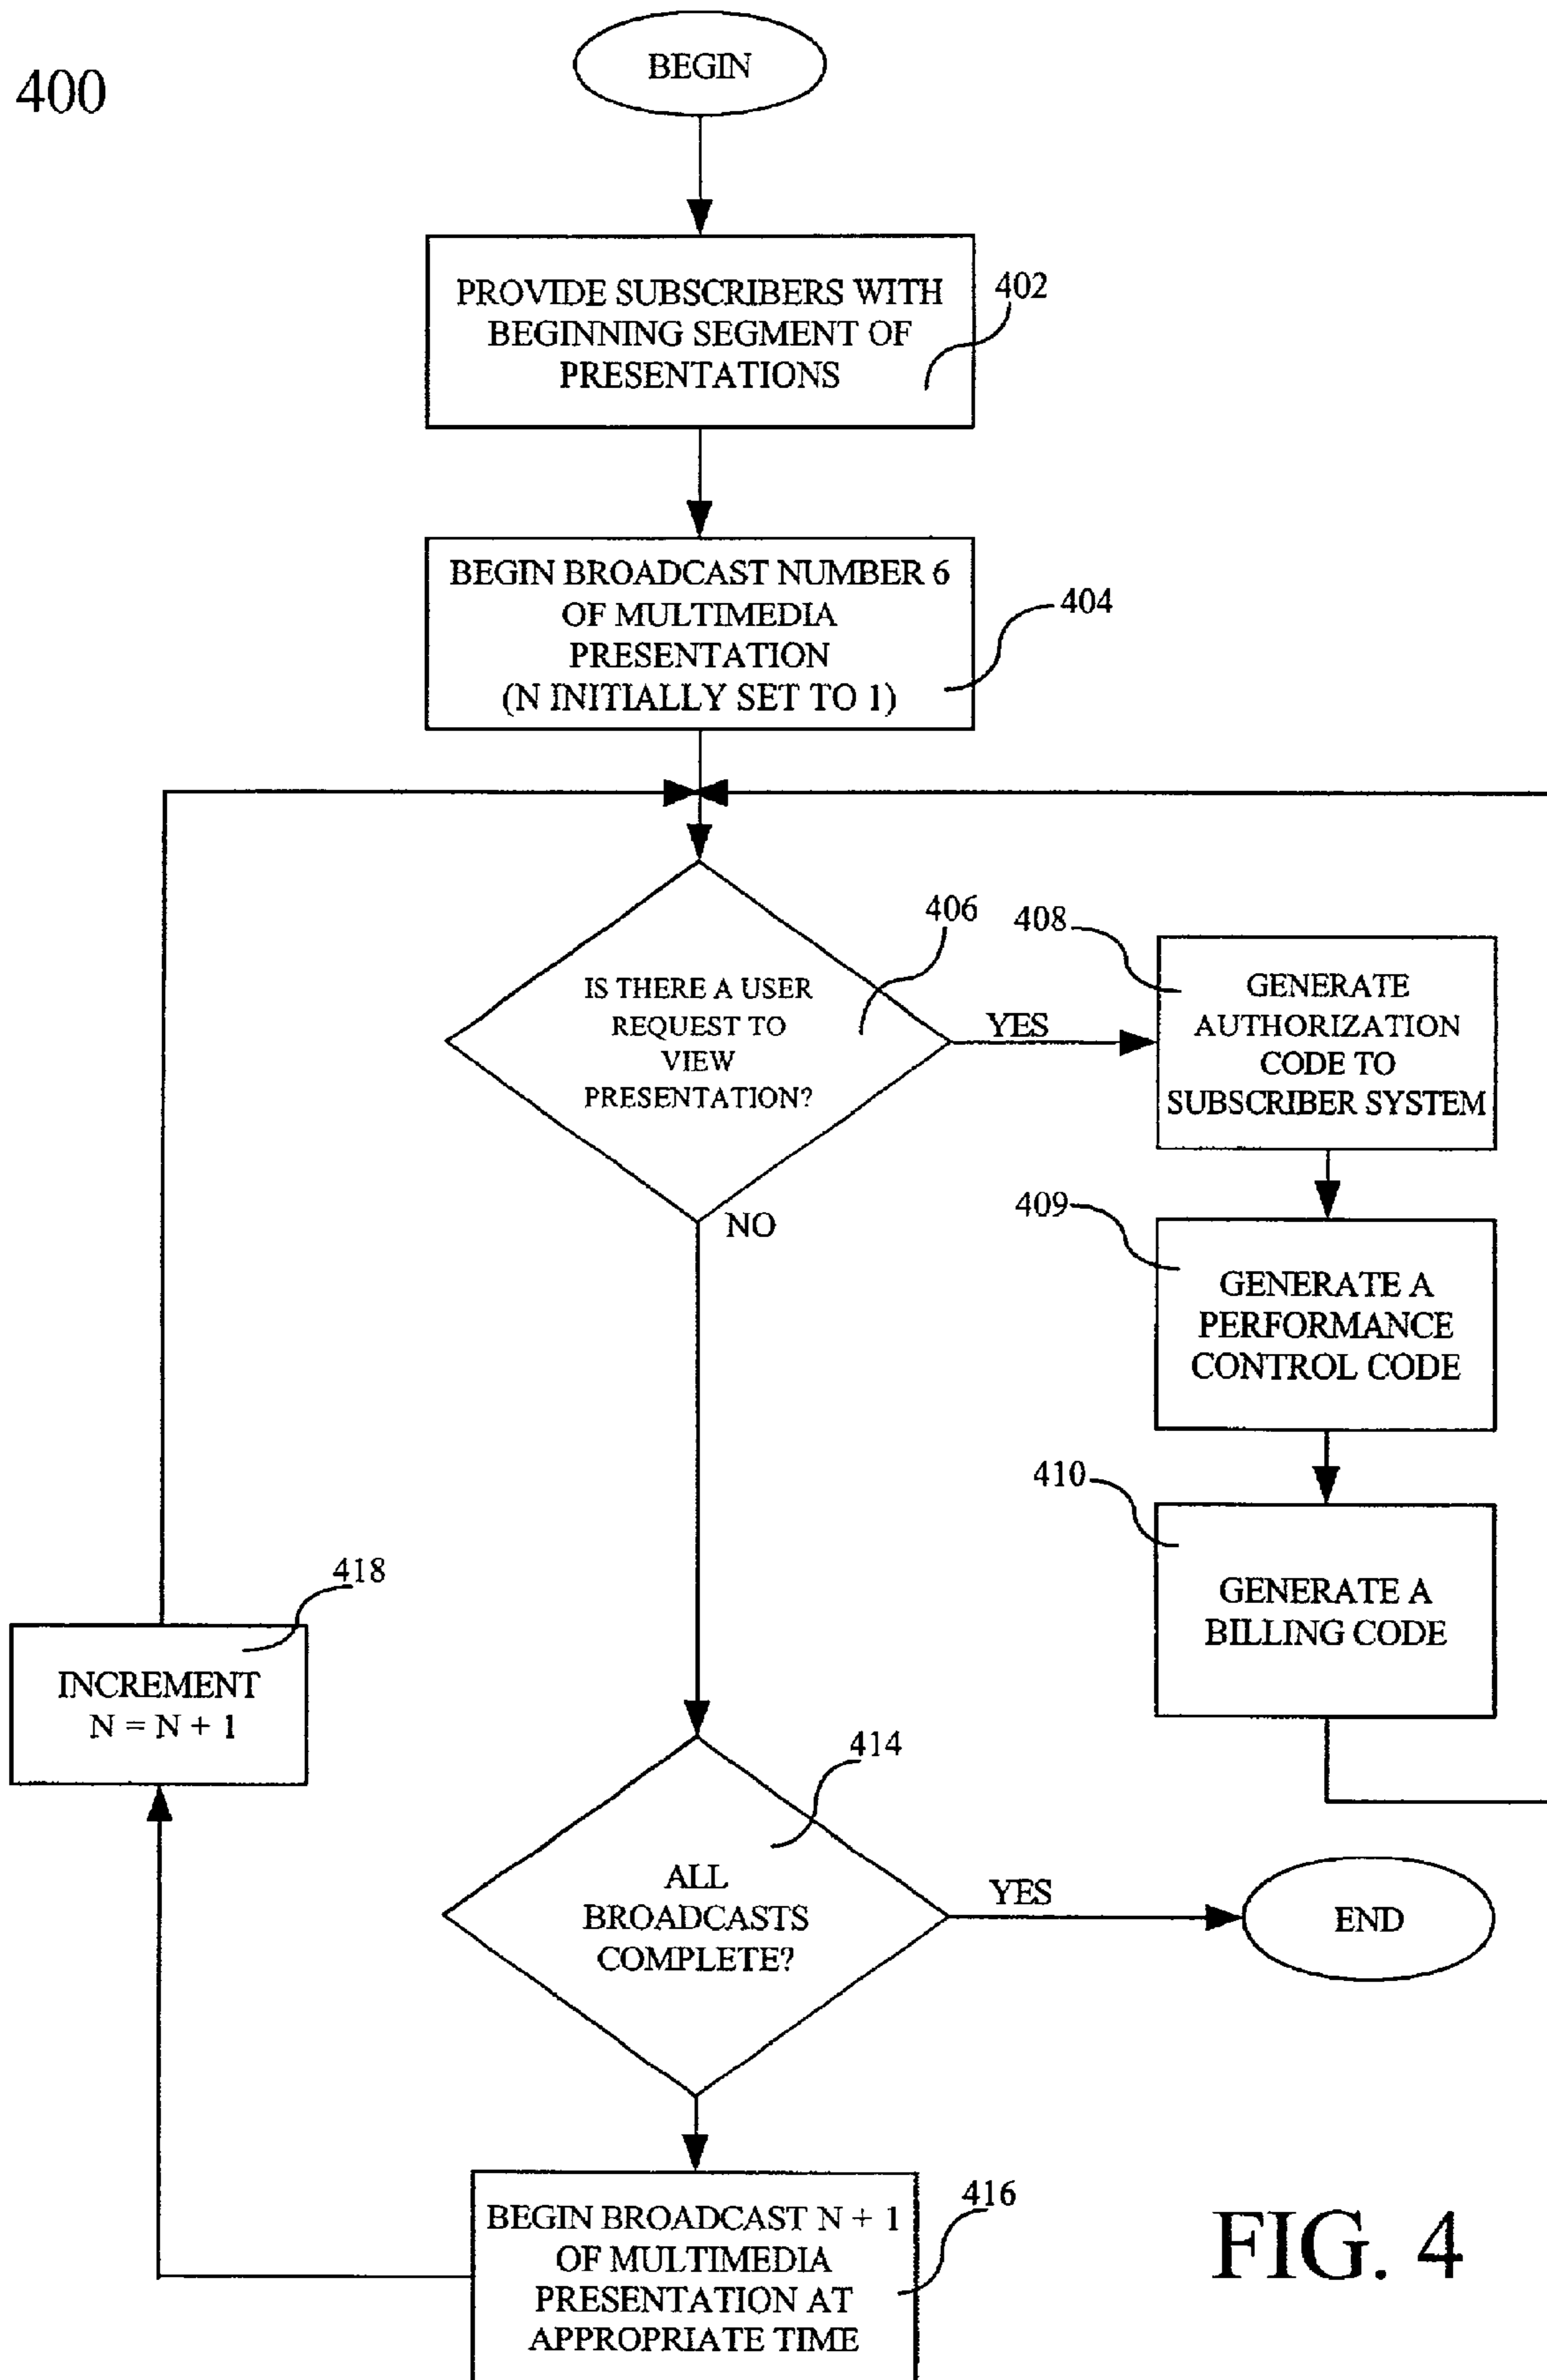 400
BEGIN
PROVIDE SUBSCRIBERS WITH
BEGINNING SEGMENT OF
PRESENTATIONS
402
BEGIN BROADCAST NUMBER 6
OF MULTIMEDIA
PRESENTATION
(N INITIALLY SET TO 1)
404
IS THERE A USER
REQUEST TO
VIEW
PRESENTATION?
406
YES
NO
408
GENERATE
AUTHORIZATION
CODE TO
SUBSCRIBER SYSTEM
409
GENERATE A
PERFORMANCE
CONTROL CODE
410
GENERATE A
BILLING CODE
418
INCREMENT
N = N + 1
414
ALL
BROADCASTS
COMPLETE?
YES
END
BEGIN BROADCAST N + 1
OF MULTIMEDIA
PRESENTATION AT
APPROPRIATE TIME
416
FIG. 4